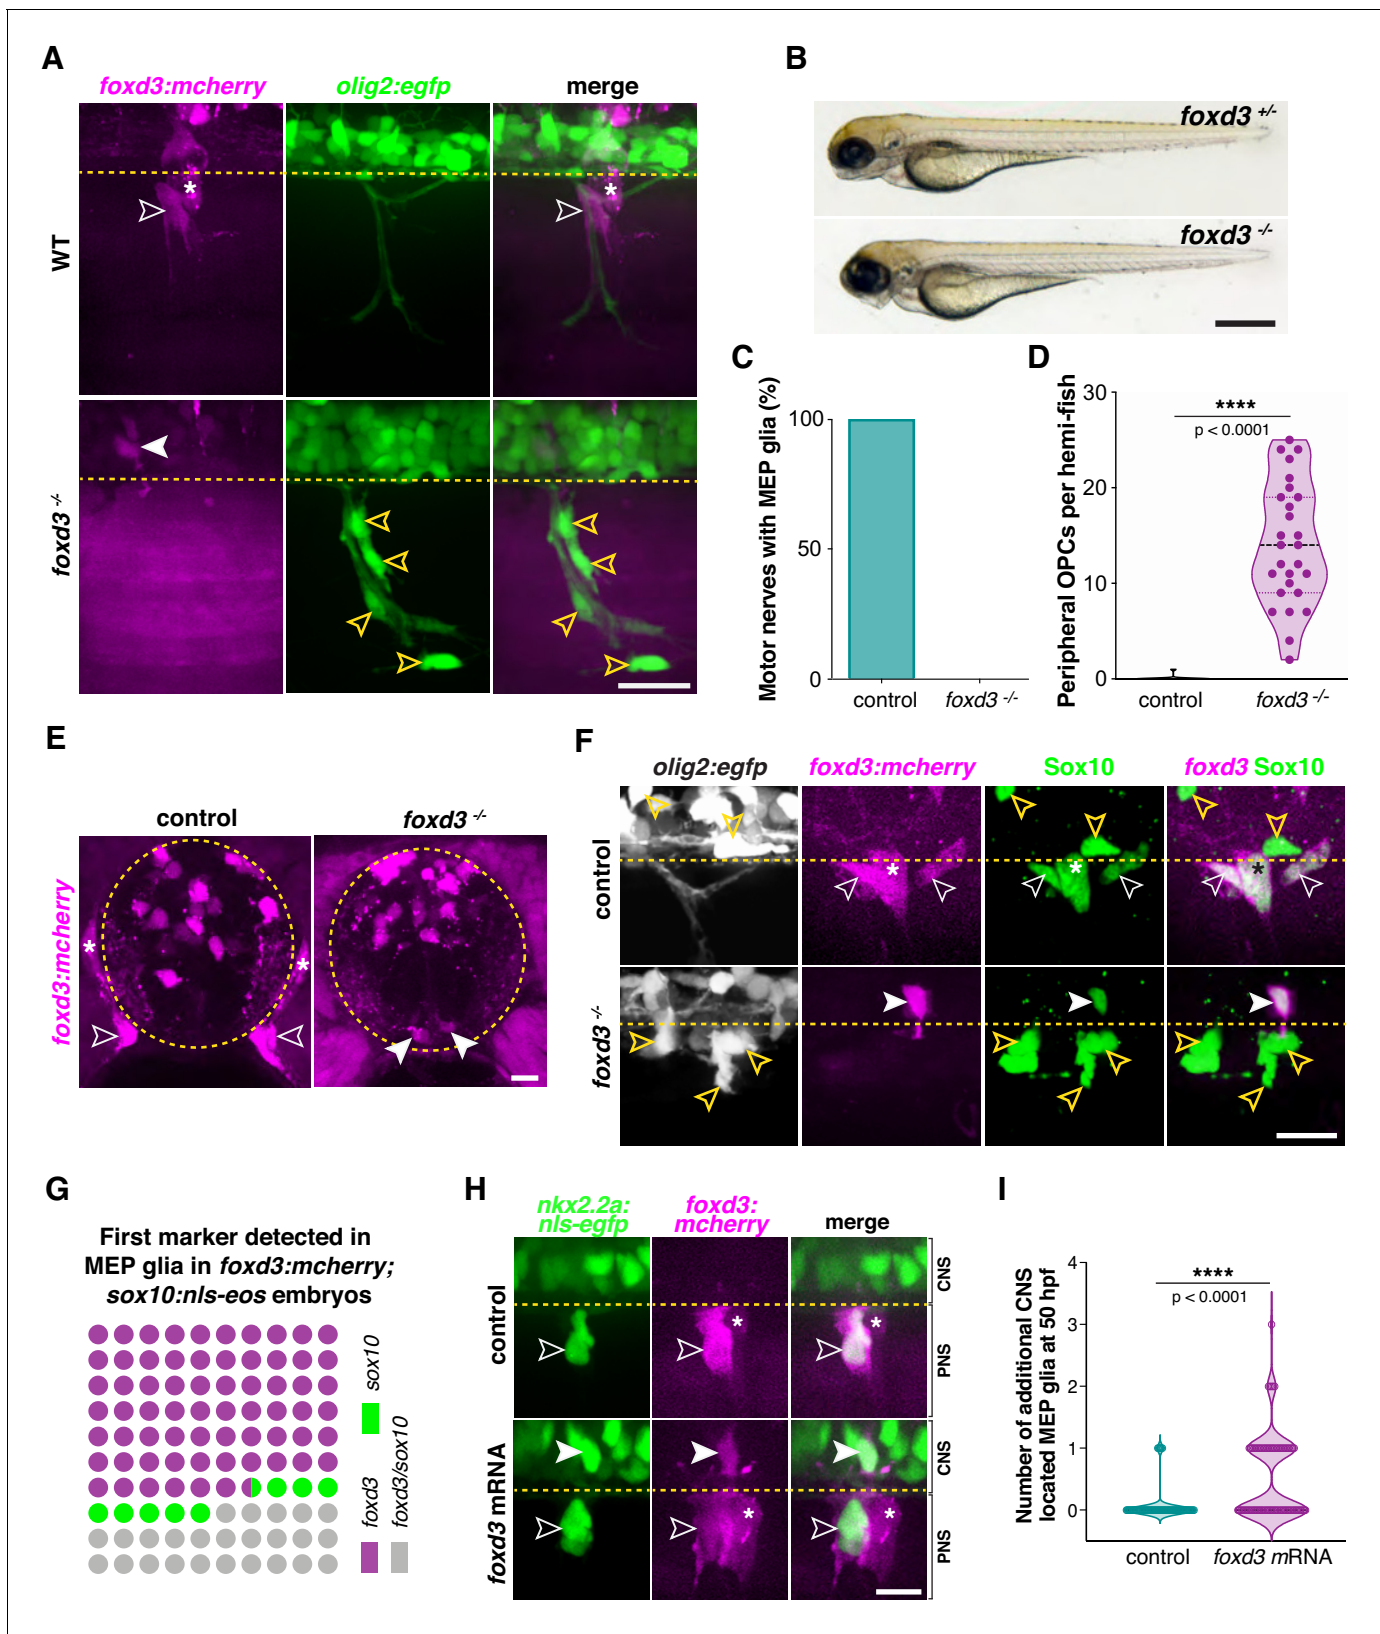 A
foxd3:mcherry
olig2:egfp
merge
WT
*
*
foxd3 -/-
B
foxd3 +/-
foxd3 -/-
C
Motor nerves with MEP glia (%)
100
50
0
control
foxd3 -/-
D
Peripheral OPCs per hemi-fish
30
20
10
0
****
p < 0.0001
control
foxd3 -/-
E
control
foxd3 -/-
foxd3:mcherry
*
*
F
olig2:egfp
foxd3:mcherry
Sox10
foxd3 Sox10
control
*
*
*
foxd3 -/-
G
First marker detected in
MEP glia in foxd3:mcherry;
sox10:nls-eos embryos
foxd3
sox10
foxd3/sox10
H
nkx2.2a:
nls-egfp
foxd3:
mcherry
merge
control
*
*
CNS
PNS
foxd3 mRNA
*
*
CNS
PNS
I
Number of additional CNS
located MEP glia at 50 hpf
4
3
2
1
0
****
p < 0.0001
control
foxd3 mRNA